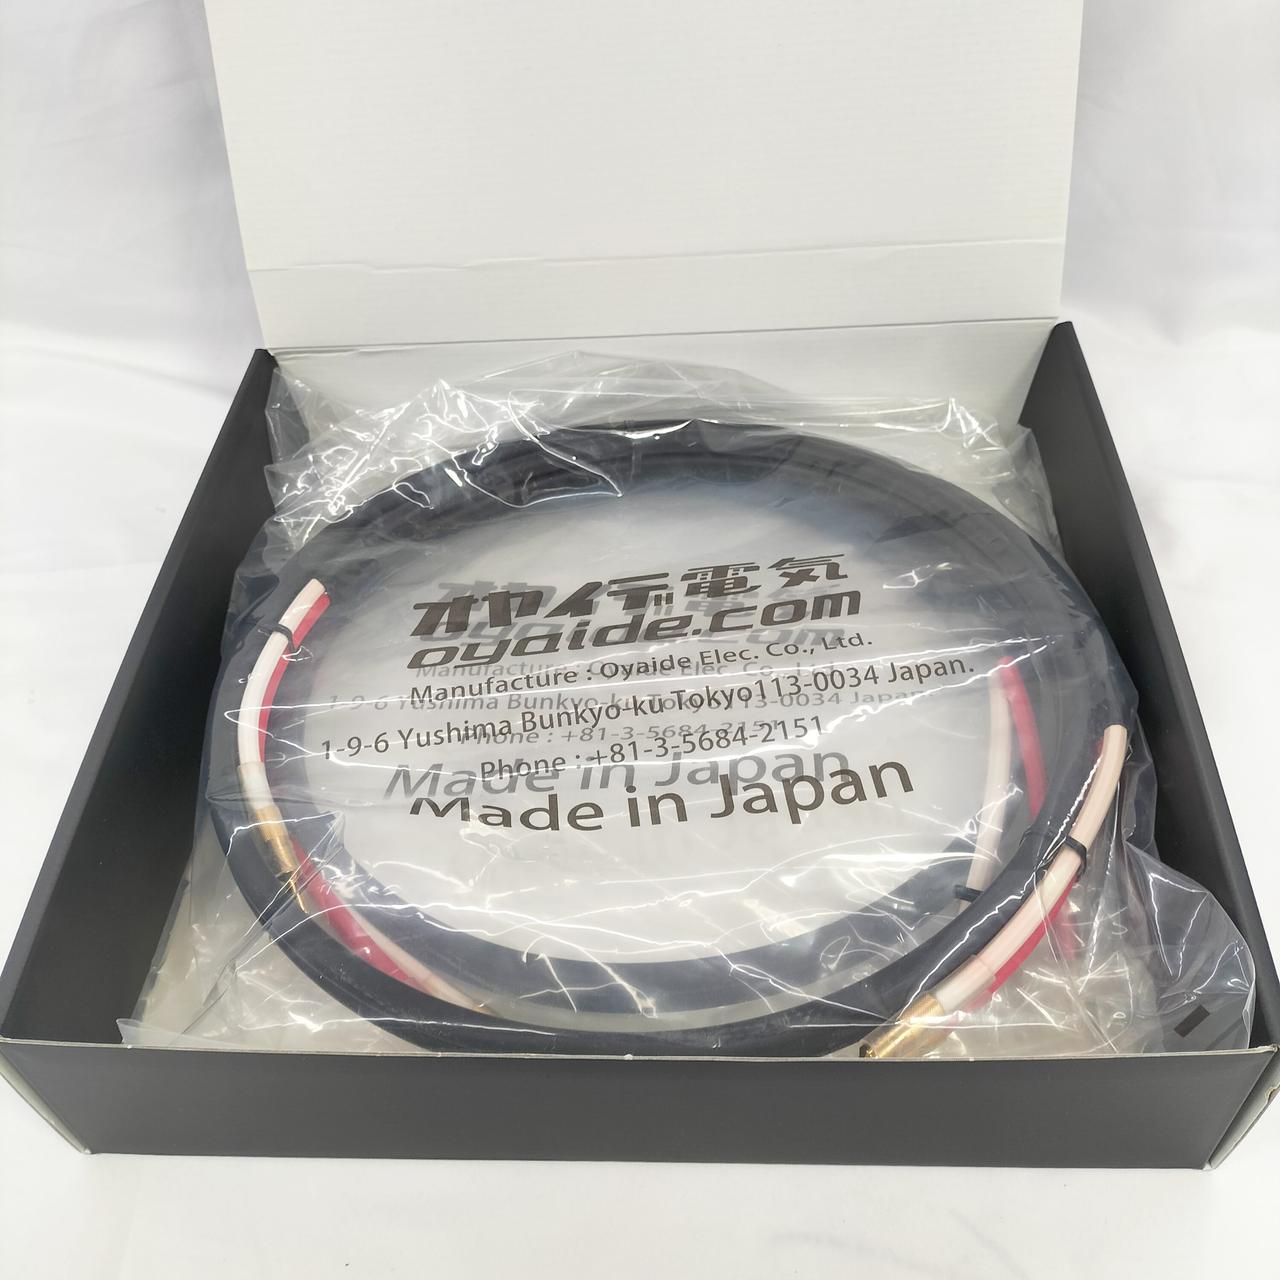 オヤイデ電気
oyaide.com
Manufacture : Oyaide Elec. Co., Ltd.
1-9-6 Yushima Bunkyo-ku Tokyo113-0034 Japan.
Phone : +81-3-5684-2151
Made in Japan